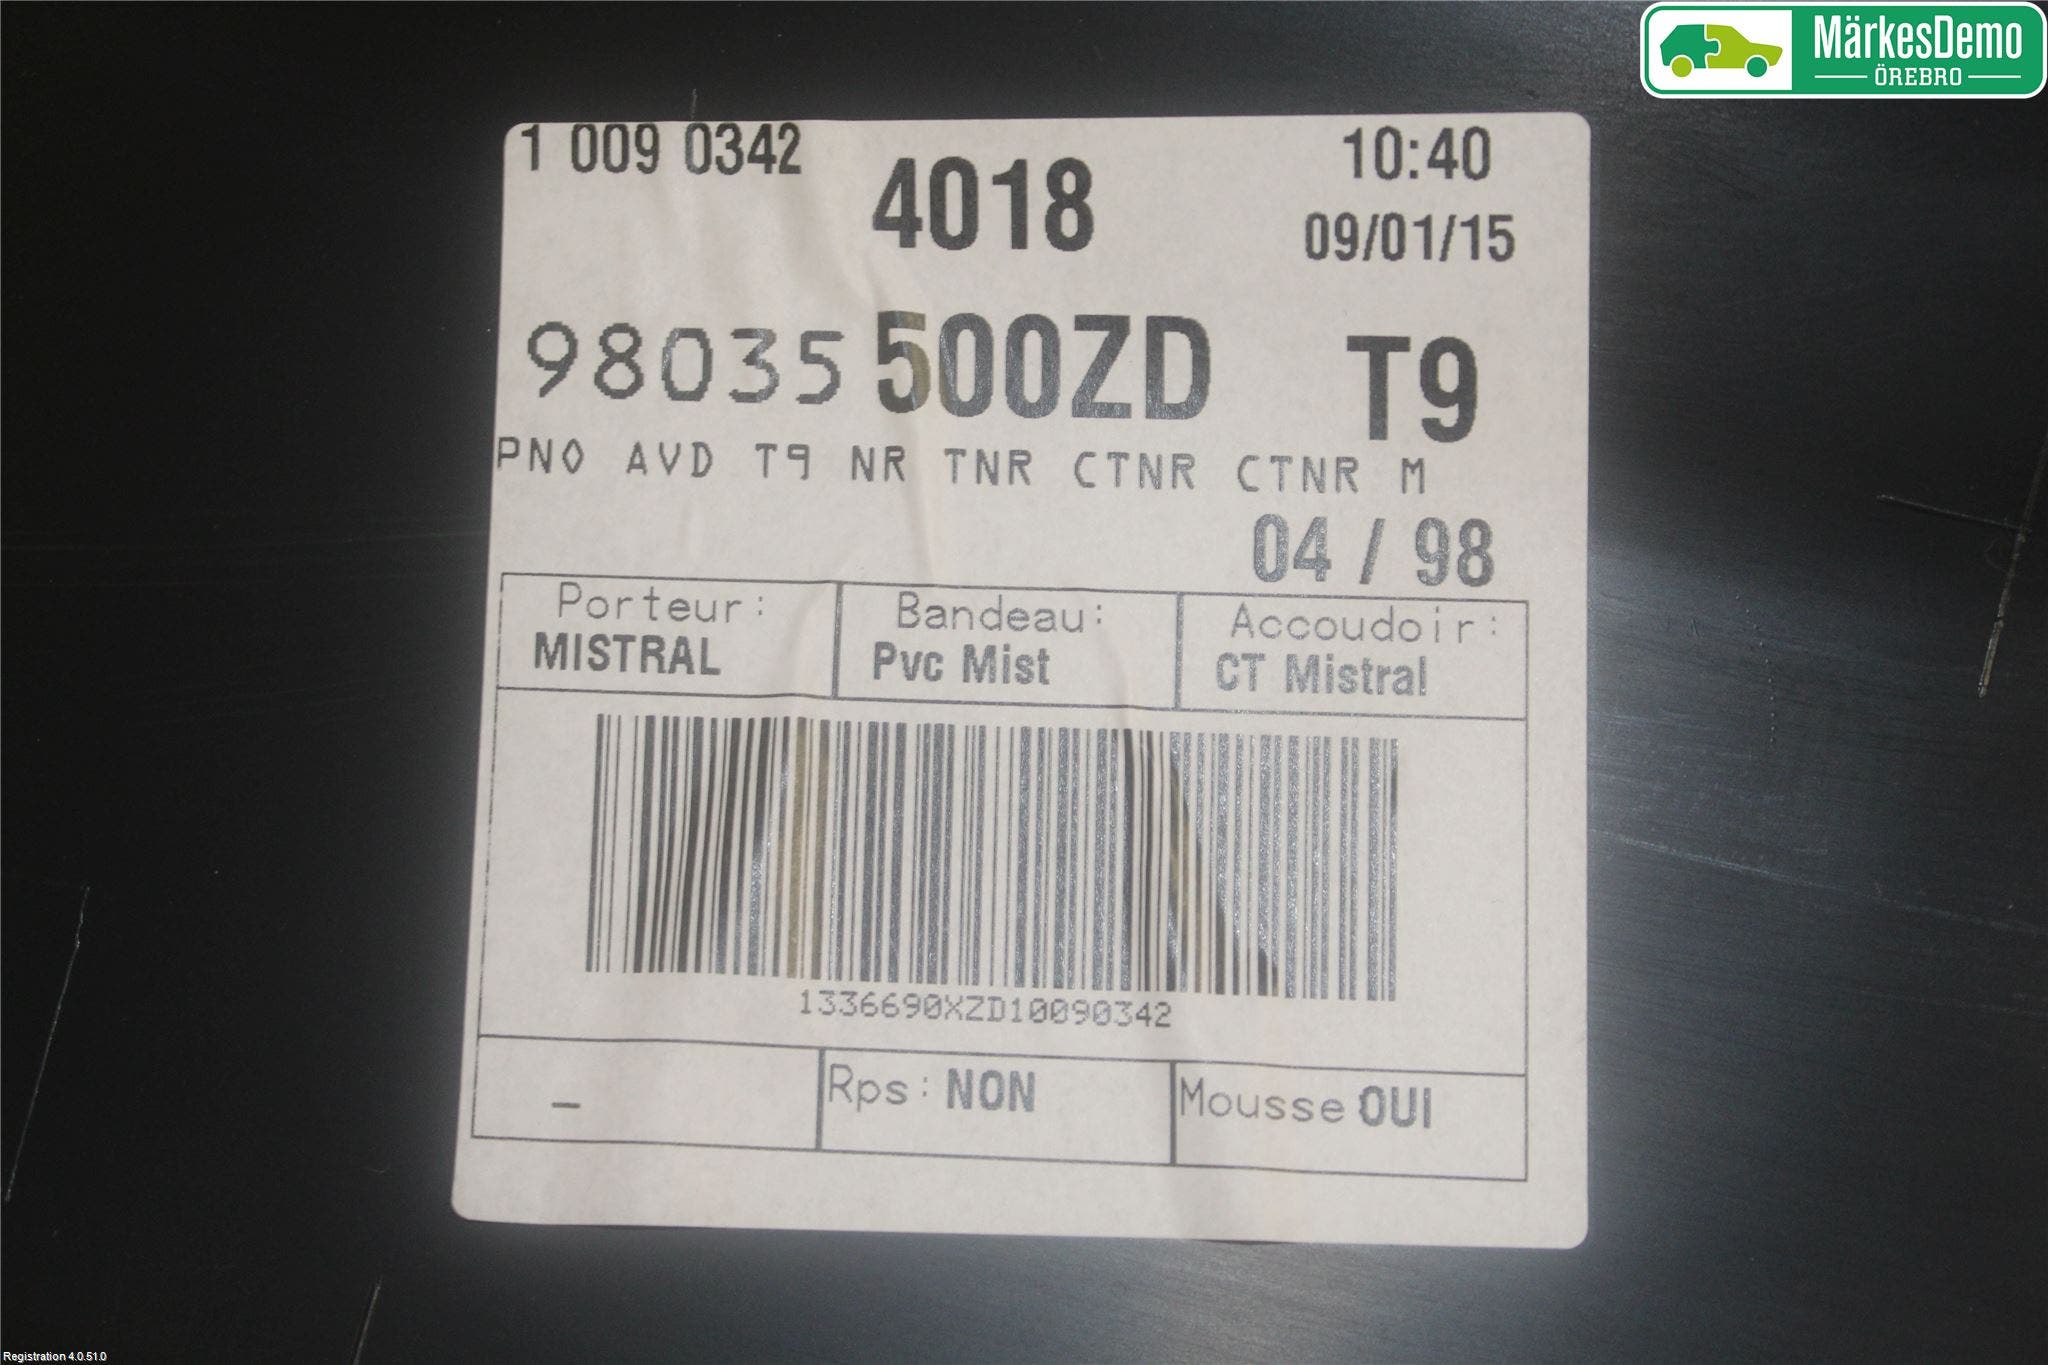 MärkesDemo
ÖREBRO
1 009 0342
4018
10:40
09/01/15
98035 500ZD T9
PNO AVD T9 NR TNR CTNR CTNR M
04 / 98
Porteur:
MISTRAL
Bandeau:
Pvc Mist
Accoudoir:
CT Mistral
1336690XZD10090342
–
Rps: NON
Mousse OUI
Registration 4.0.51.0